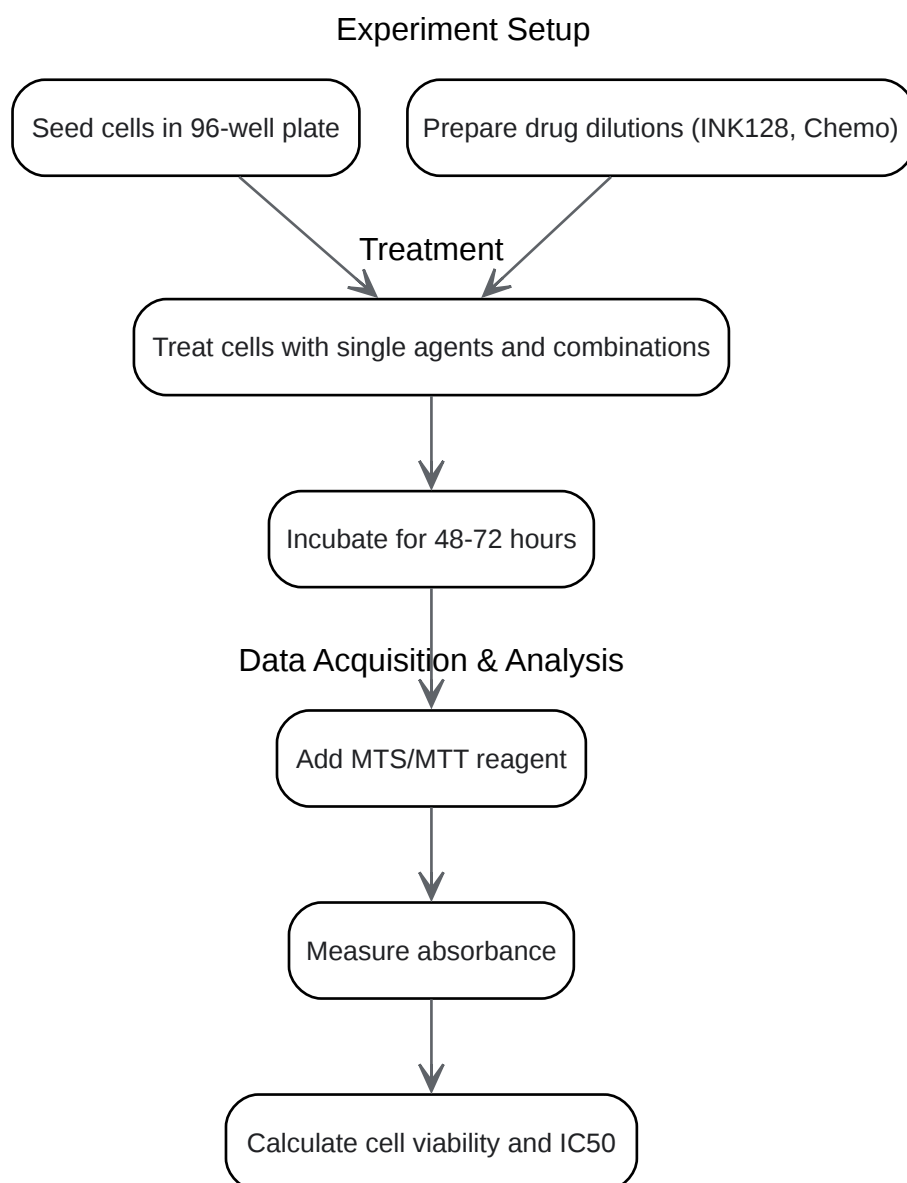 Experiment Setup
Seed cells in 96-well plate
Prepare drug dilutions (INK128, Chemo)
Treatment
Treat cells with single agents and combinations
Incubate for 48-72 hours
Data Acquisition & Analysis
Add MTS/MTT reagent
Measure absorbance
Calculate cell viability and IC50